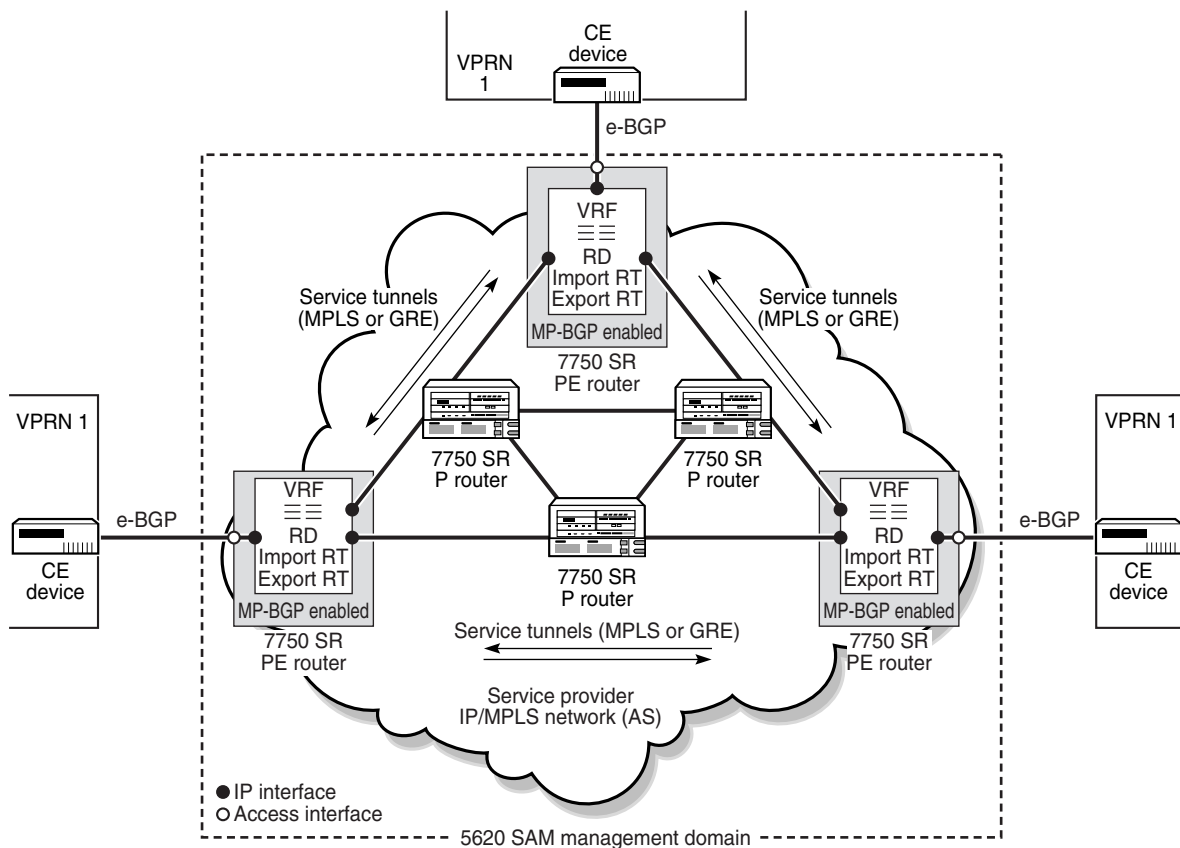 CE
device
VPRN
1
e-BGP
VRF
RD
Import RT
Export RT
MP-BGP enabled
7750 SR
PE router
Service tunnels
(MPLS or GRE)
Service tunnels
(MPLS or GRE)
7750 SR
P router
7750 SR
P router
VPRN 1
CE
device
e-BGP
VRF
RD
Import RT
Export RT
MP-BGP enabled
7750 SR
PE router
7750 SR
P router
VRF
RD
Import RT
Export RT
MP-BGP enabled
7750 SR
PE router
e-BGP
VPRN 1
CE
device
Service tunnels (MPLS or GRE)
Service provider
IP/MPLS network (AS)
IP interface
Access interface
5620 SAM management domain